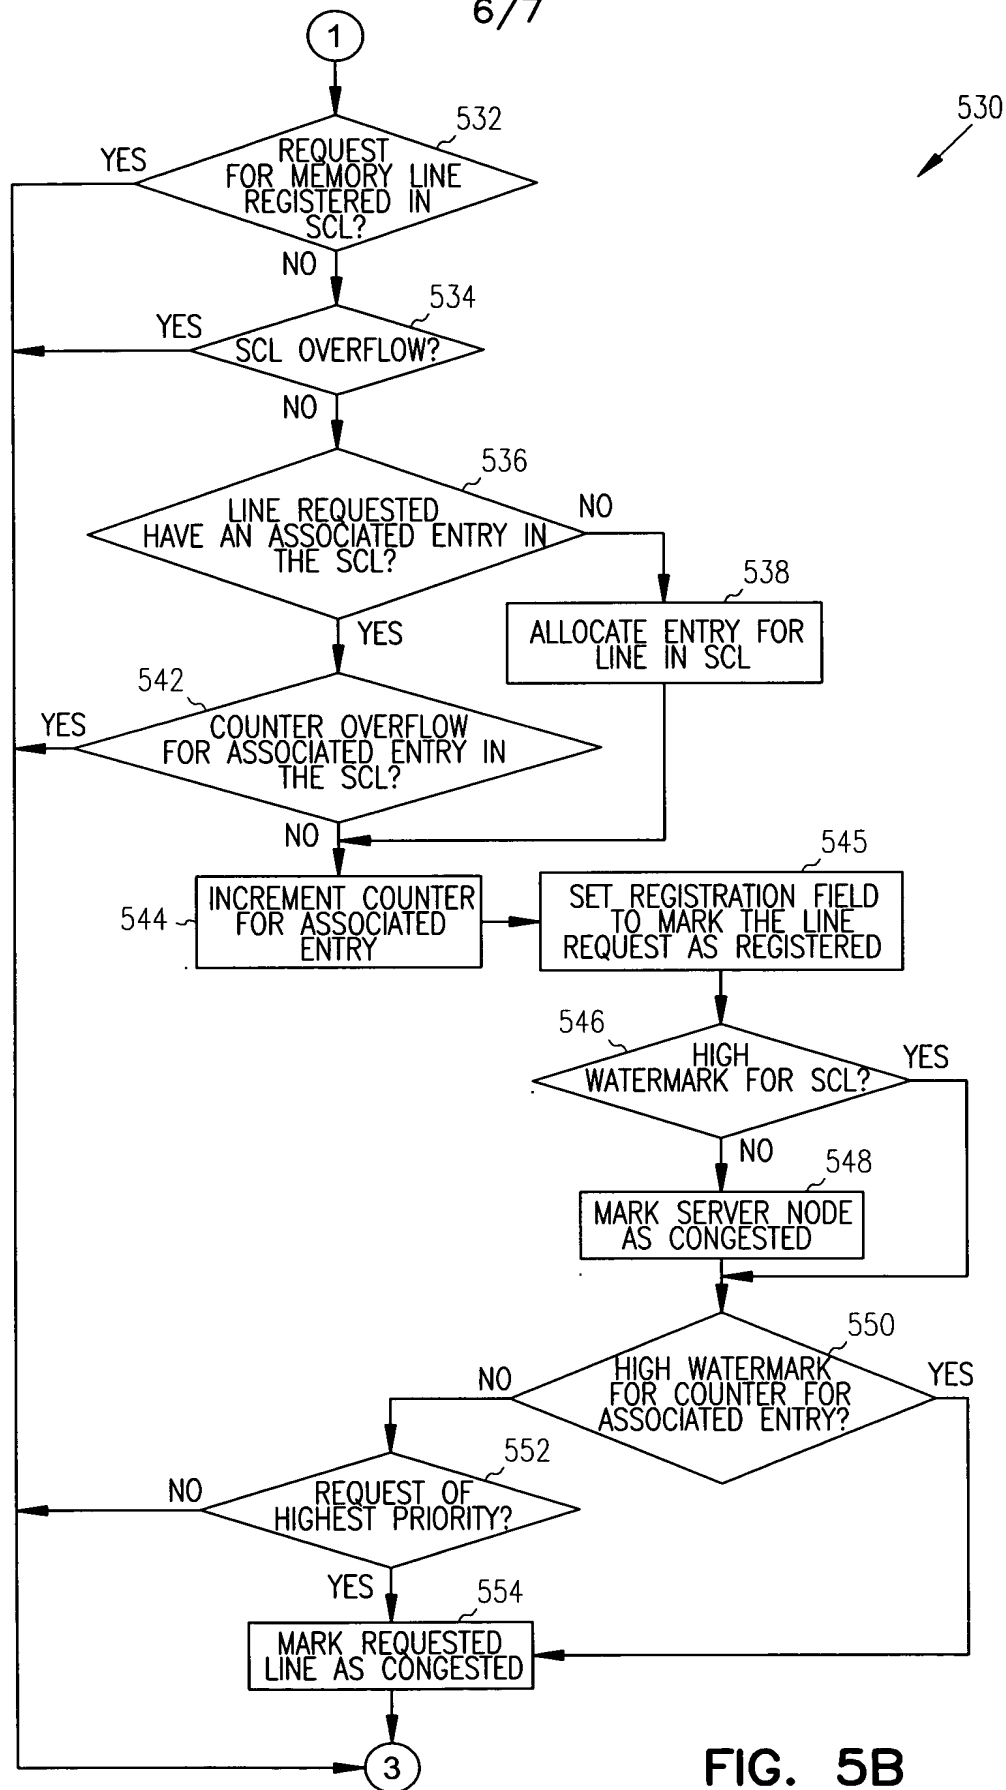 6/7
1
530
532
REQUEST
FOR MEMORY LINE
REGISTERED IN
SCL?
YES
NO
534
SCL OVERFLOW?
YES
NO
536
LINE REQUESTED
HAVE AN ASSOCIATED ENTRY IN
THE SCL?
NO
YES
538
ALLOCATE ENTRY FOR
LINE IN SCL
542
COUNTER OVERFLOW
FOR ASSOCIATED ENTRY IN
THE SCL?
YES
NO
544
INCREMENT COUNTER
FOR ASSOCIATED
ENTRY
545
SET REGISTRATION FIELD
TO MARK THE LINE
REQUEST AS REGISTERED
546
HIGH
WATERMARK FOR SCL?
YES
NO
548
MARK SERVER NODE
AS CONGESTED
550
HIGH WATERMARK
FOR COUNTER FOR
ASSOCIATED ENTRY?
NO
YES
552
REQUEST OF
HIGHEST PRIORITY?
NO
YES
554
MARK REQUESTED
LINE AS CONGESTED
3
FIG. 5B